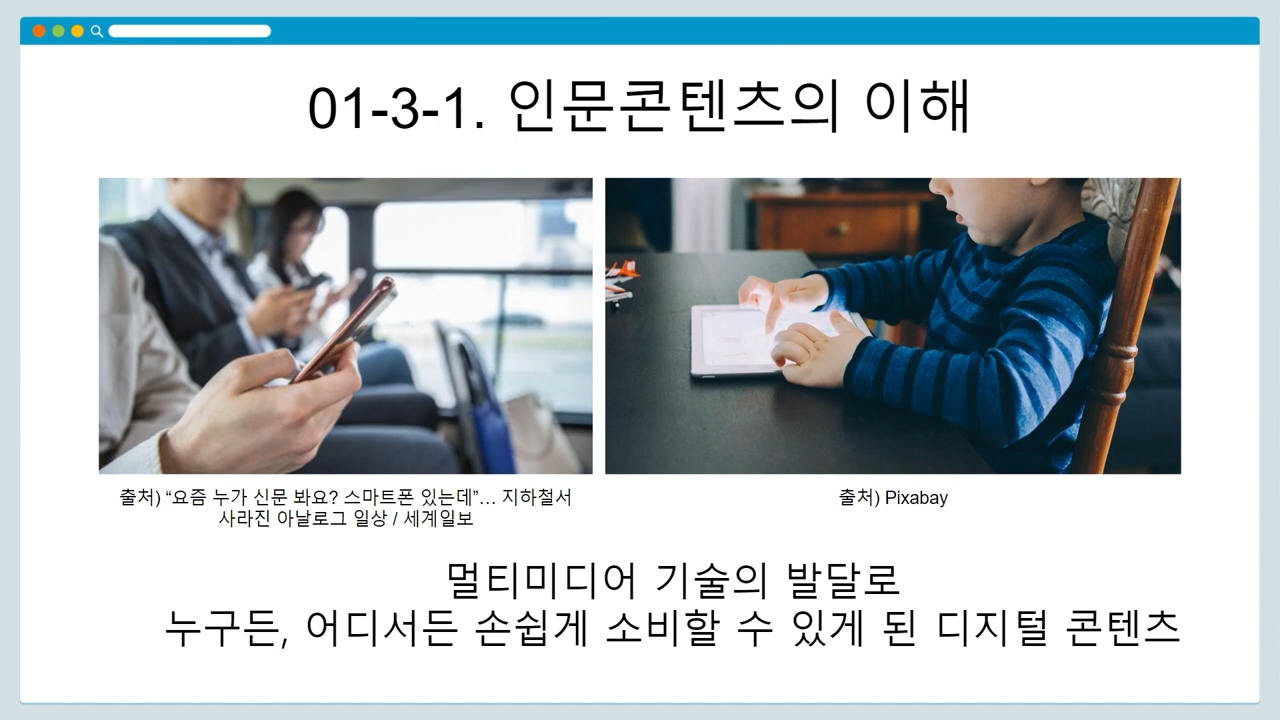 01-3-1. 인문콘텐츠의 이해
출처) “요즘 누가 신문 봐요? 스마트폰 있는데”… 지하철서
사라진 아날로그 일상 / 세계일보
출처) Pixabay
멀티미디어 기술의 발달로
누구든, 어디서든 손쉽게 소비할 수 있게 된 디지털 콘텐츠